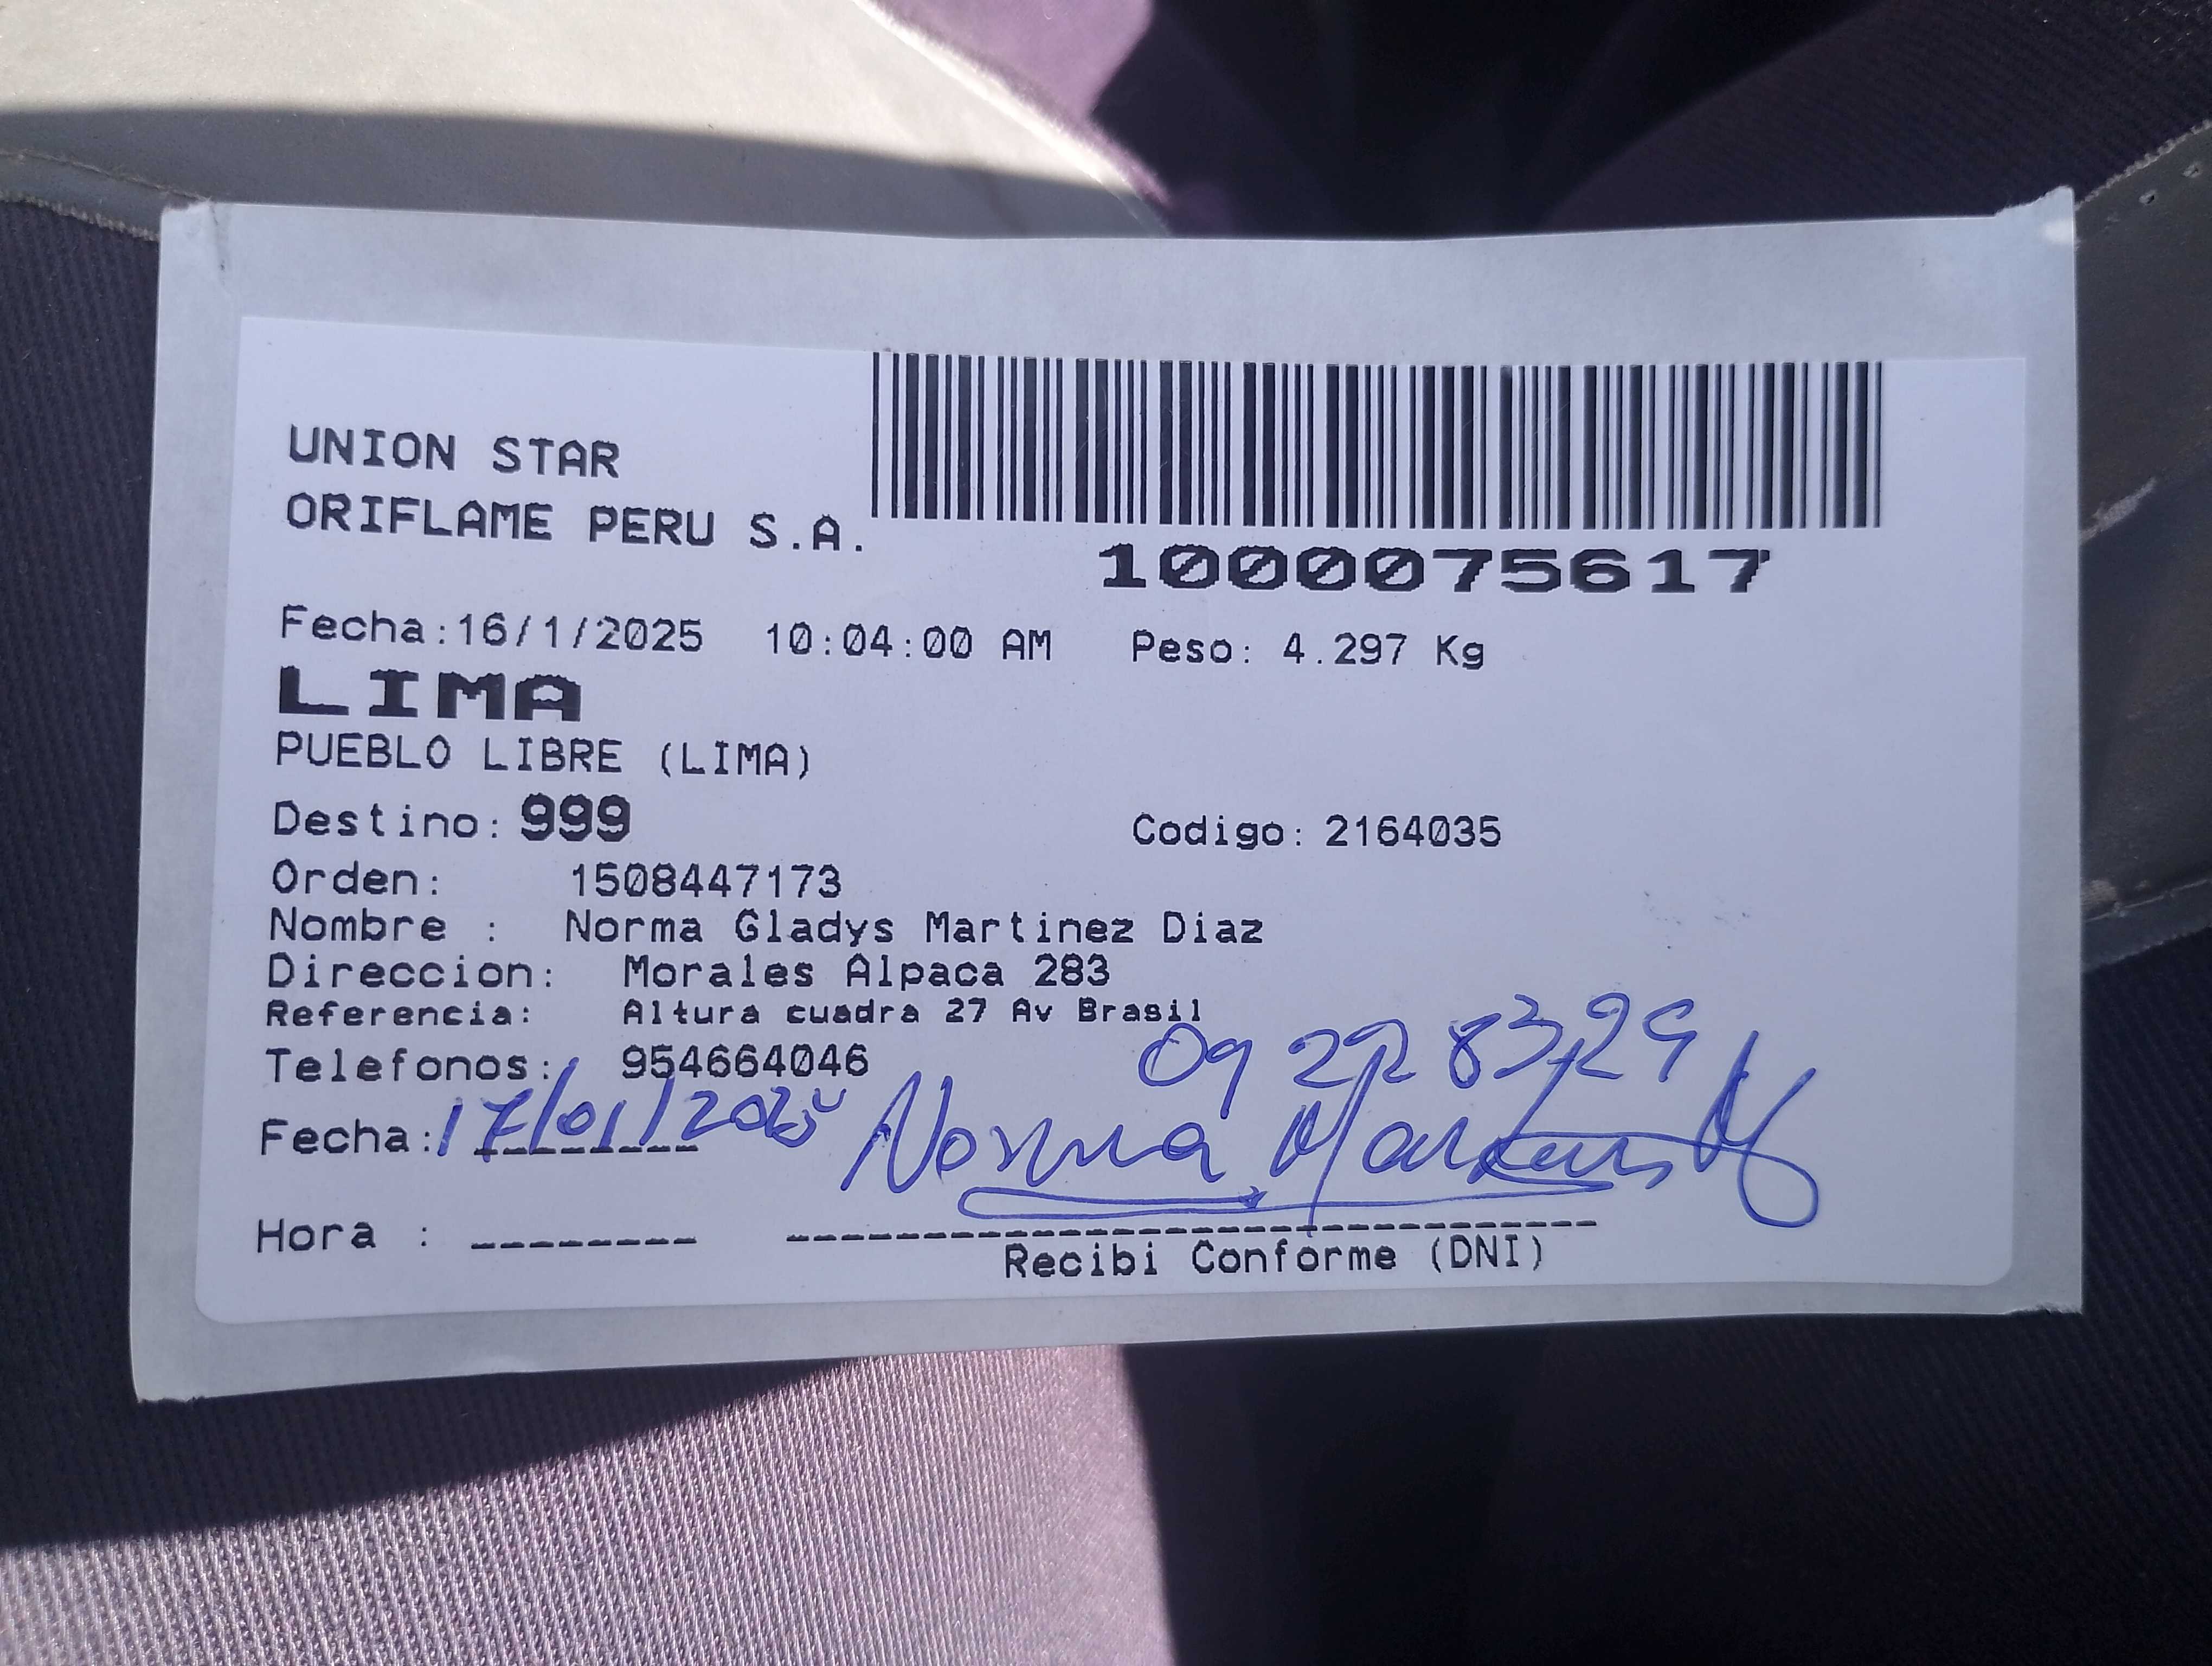 UNION STAR
ORIFLAME PERU S.A.
1000075617
Fecha:16/1/2025 10:04:00 AM Peso: 4.297 Kg
LIMA
PUEBLO LIBRE (LIMA)
Destino: 999 Codigo: 2164035
Orden: 1508447173
Nombre : Norma Gladys Martinez Diaz
Direccion: Morales Alpaca 283
Referencia: Altura cuadra 27 Av Brasil
Telefonos: 954664046
09228329
Fecha: 17/01/2025 Norma
Hora :
Recibi Conforme (DNI)